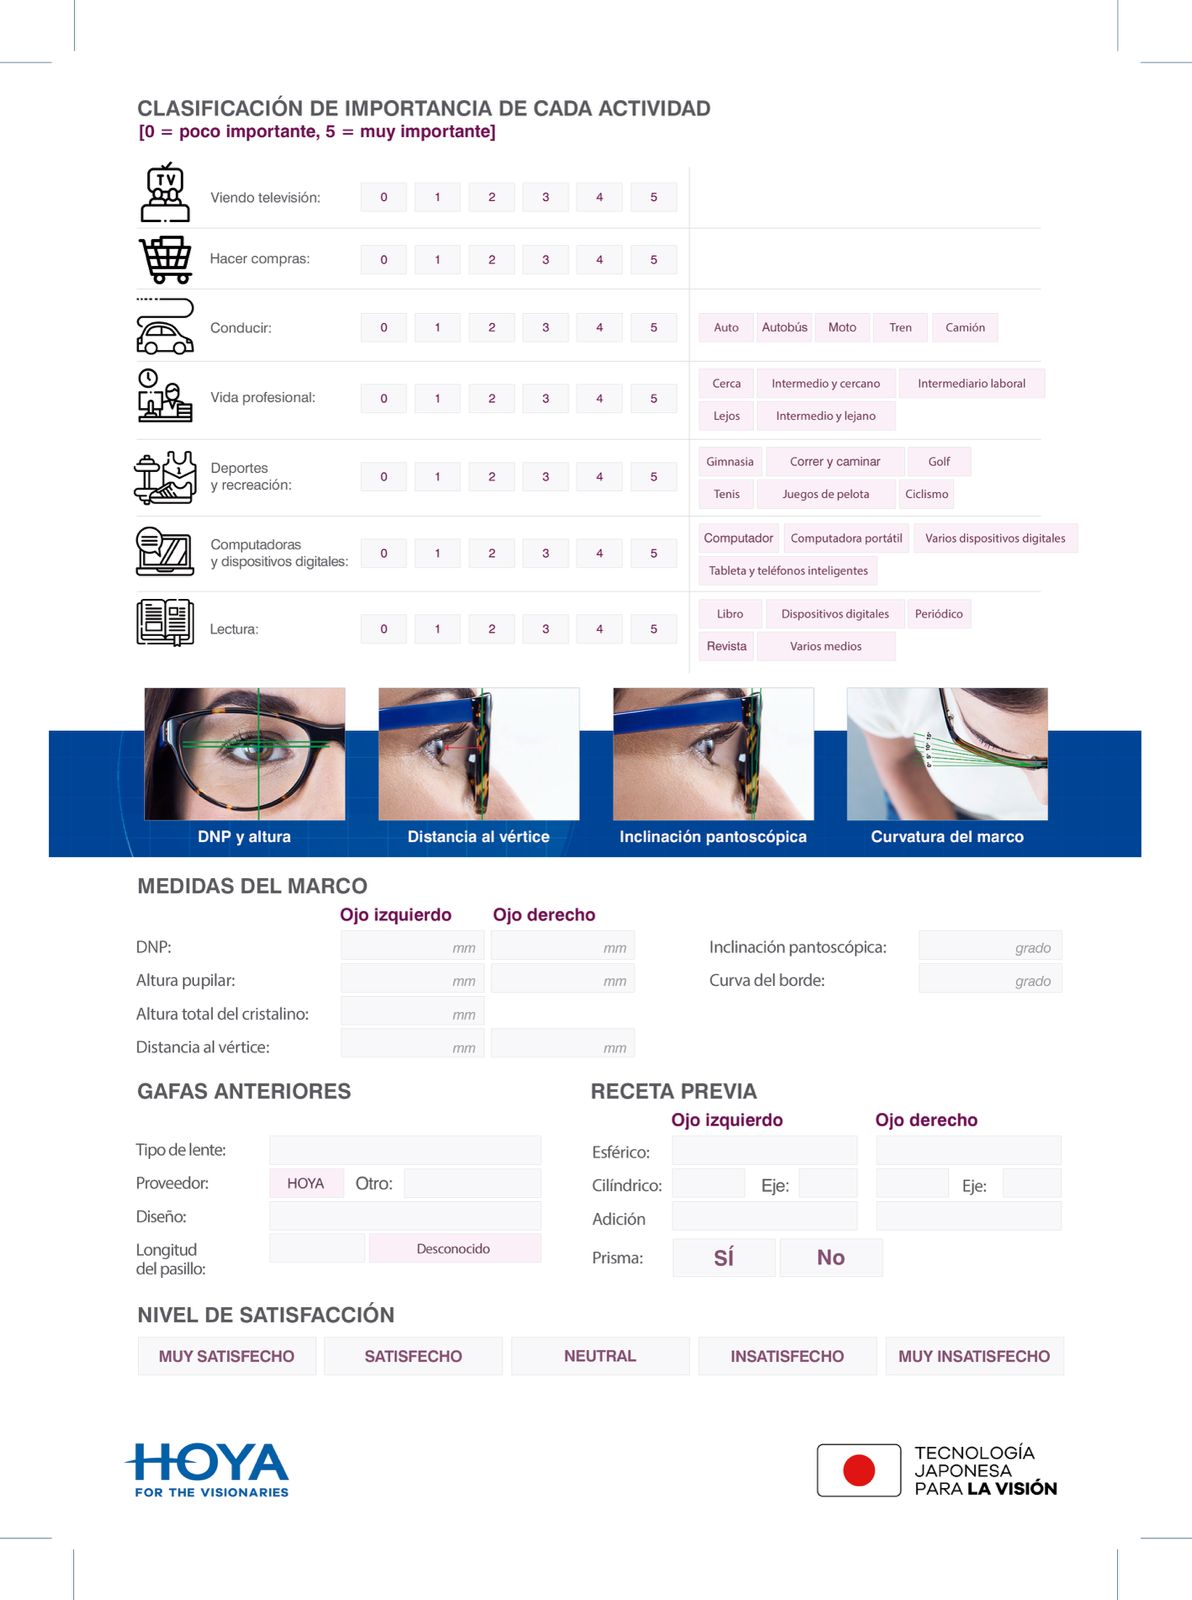 CLASIFICACIÓN DE IMPORTANCIA DE CADA ACTIVIDAD
[0 = poco importante, 5 = muy importante]
TV
Viendo televisión: 0 1 2 3 4 5
Hacer compras: 0 1 2 3 4 5
Conducir: 0 1 2 3 4 5 Auto Autobús Moto Tren Camión
Vida profesional: 0 1 2 3 4 5
Cerca Intermedio y cercano Intermediario laboral
Lejos Intermedio y lejano
1
Deportes
y recreación:
0 1 2 3 4 5
Gimnasia Correr y caminar Golf
Tenis Juegos de pelota Ciclismo
Computadoras
y dispositivos digitales:
0 1 2 3 4 5
Computador Computadora portátil Varios dispositivos digitales
Tableta y teléfonos inteligentes
Lectura: 0 1 2 3 4 5
Libro Dispositivos digitales Periódico
Revista Varios medios
0° 5° 10° 15°
DNP y altura Distancia al vértice Inclinación pantoscópica Curvatura del marco
MEDIDAS DEL MARCO
Ojo izquierdo Ojo derecho
DNP: mm mm Inclinación pantoscópica: grado
Altura pupilar: mm mm Curva del borde: grado
Altura total del cristalino: mm
Distancia al vértice: mm mm
GAFAS ANTERIORES
Tipo de lente:
Proveedor: HOYA Otro:
Diseño:
Longitud
del pasillo:
Desconocido
RECETA PREVIA
Ojo izquierdo Ojo derecho
Esférico:
Cilíndrico: Eje: Eje:
Adición
Prisma: SÍ No
NIVEL DE SATISFACCIÓN
MUY SATISFECHO SATISFECHO NEUTRAL INSATISFECHO MUY INSATISFECHO
HOYA
FOR THE VISIONARIES
TECNOLOGÍA
JAPONESA
PARA LA VISIÓN